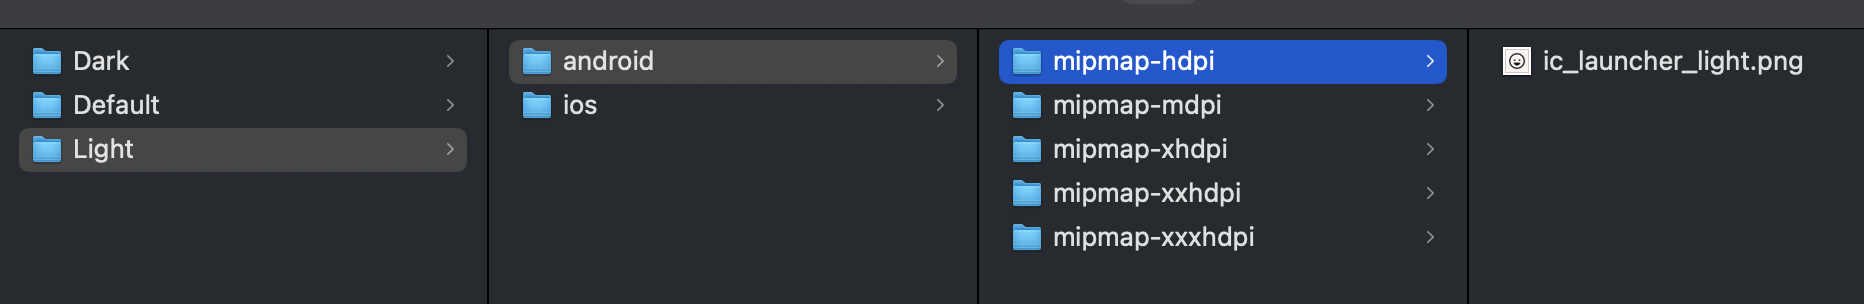 Dark
Default
Light
android
ios
mipmap-hdpi
mipmap-mdpi
mipmap-xhdpi
mipmap-xxhdpi
mipmap-xxxhdpi
ic_launcher_light.png